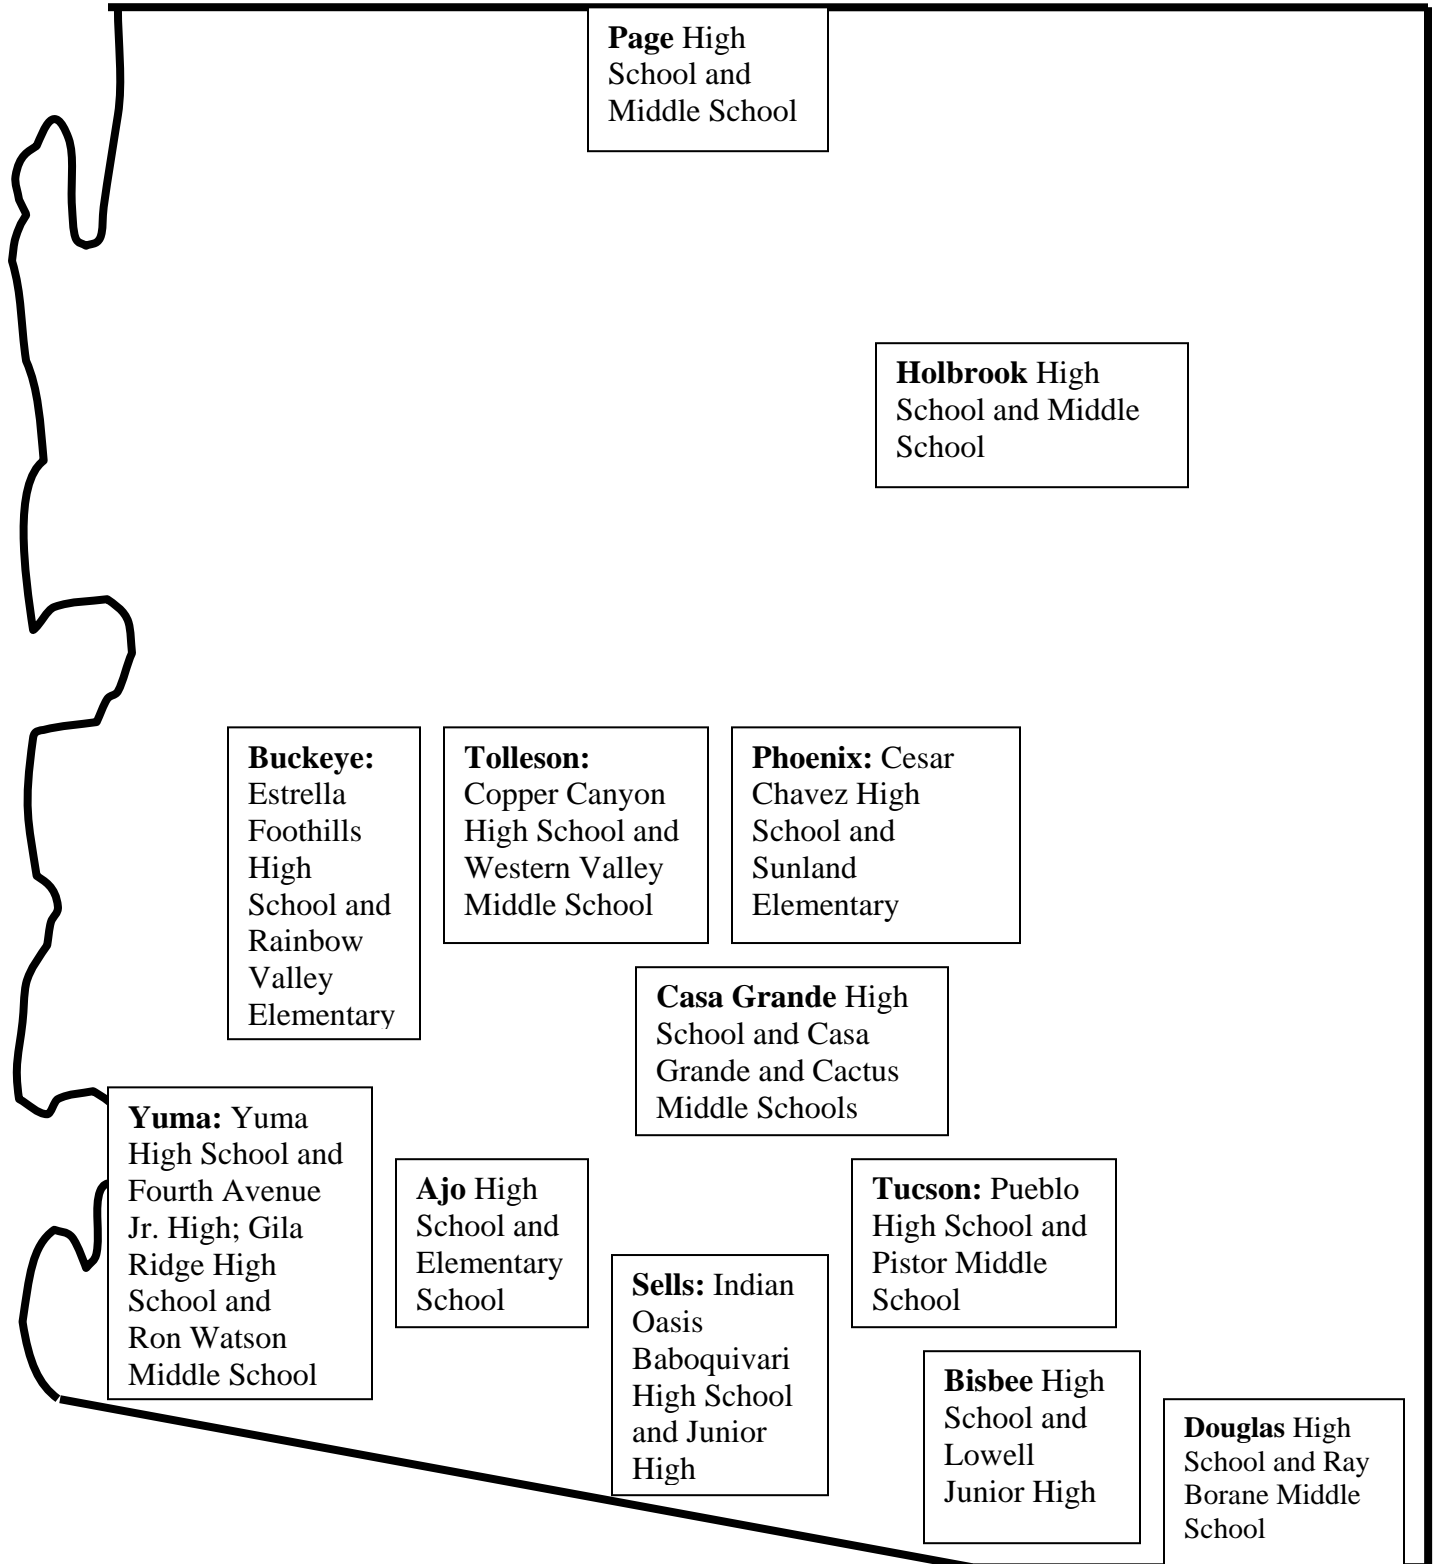 Page High
School and
Middle School
Holbrook High
School and Middle
School
Buckeye:
Estrella
Foothills
High
School and
Rainbow
Valley
Elementary
Tolleson:
Copper Canyon
High School and
Western Valley
Middle School
Phoenix: Cesar
Chavez High
School and
Sunland
Elementary
Casa Grande High
School and Casa
Grande and Cactus
Middle Schools
Yuma: Yuma
High School and
Fourth Avenue
Jr. High; Gila
Ridge High
School and
Ron Watson
Middle School
Ajo High
School and
Elementary
School
Sells: Indian
Oasis
Baboquivari
High School
and Junior
High
Tucson: Pueblo
High School and
Pistor Middle
School
Bisbee High
School and
Lowell
Junior High
Douglas High
School and Ray
Borane Middle
School